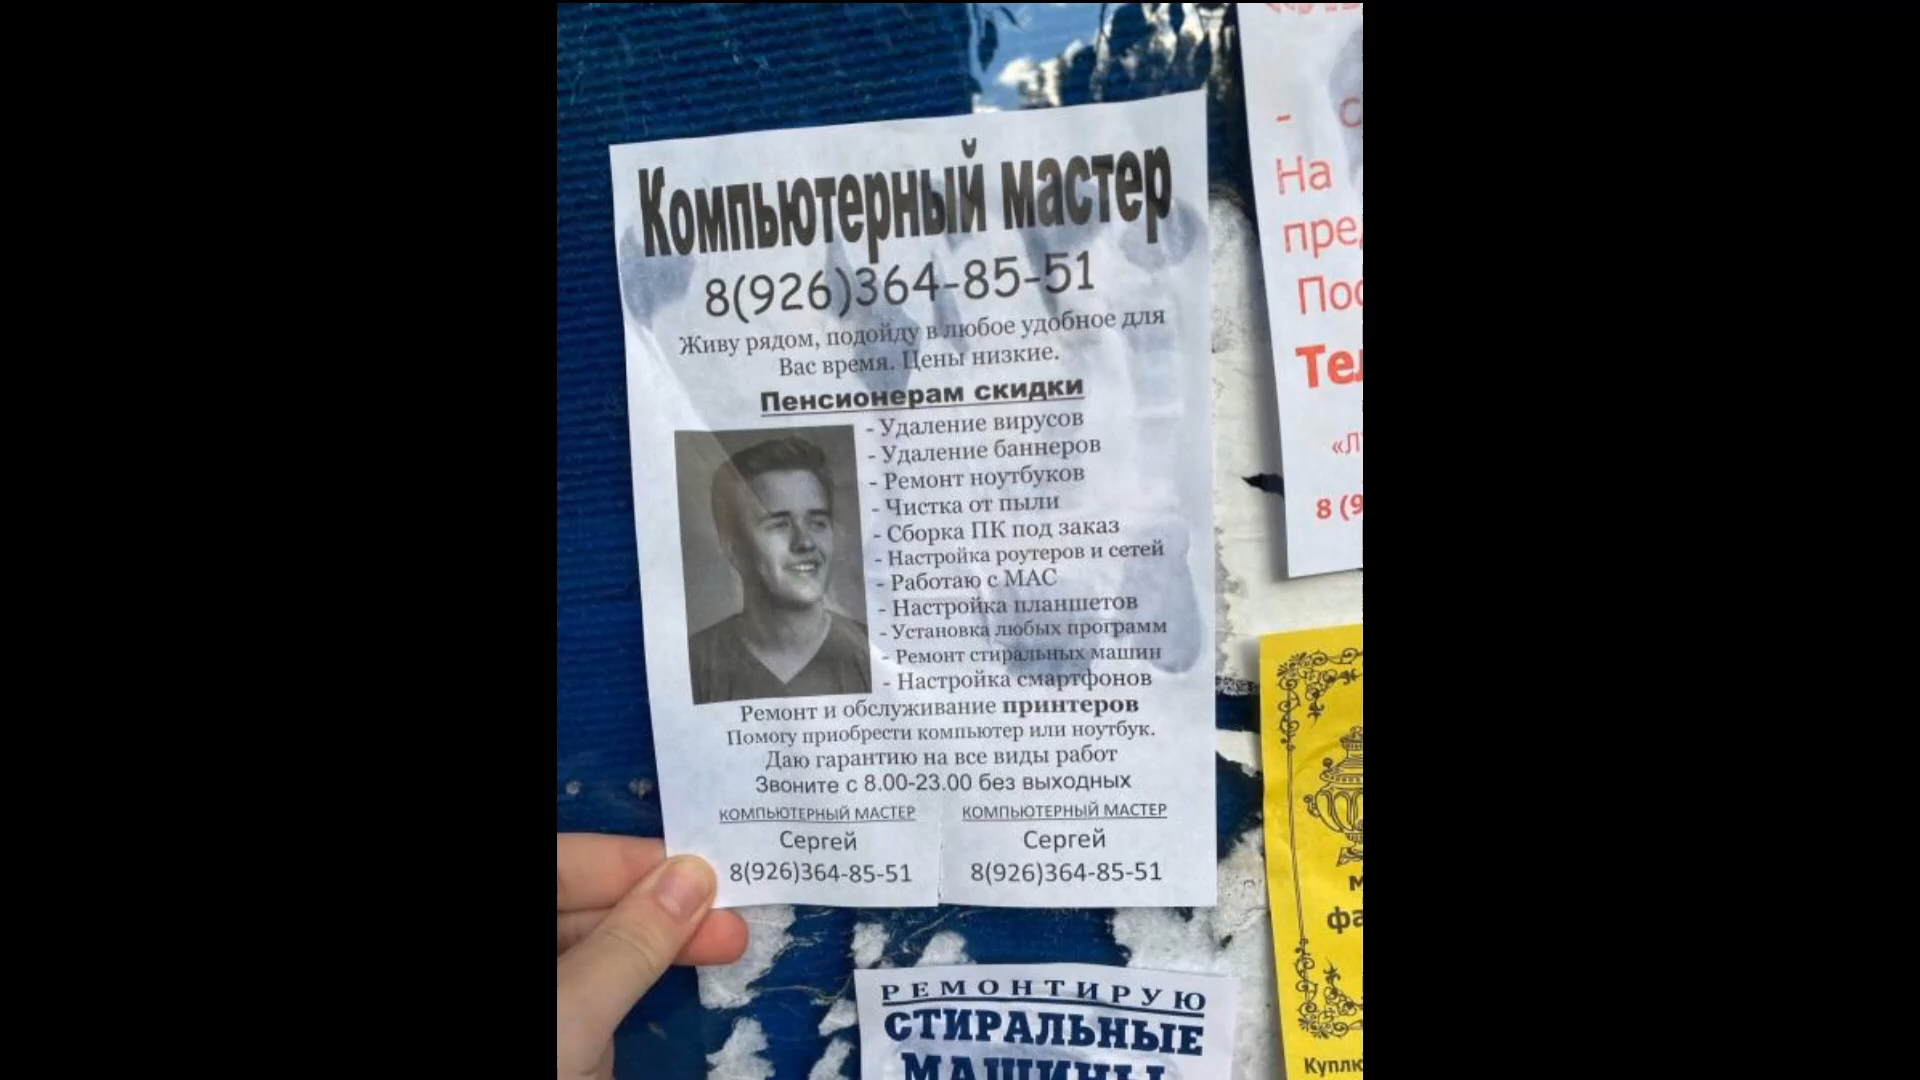 Компьютерный мастер
8(926)364-85-51
Живу рядом, подойду в любое удобное для
Вас время. Цены низкие.
Пенсионерам скидки
- Удаление вирусов
- Удаление баннеров
- Ремонт ноутбуков
- Чистка от пыли
- Сборка ПК под заказ
- Настройка роутеров и сетей
- Работаю с МАС
- Настройка планшетов
- Установка любых программ
- Ремонт стиральных машин
- Настройка смартфонов
Ремонт и обслуживание принтеров
Помогу приобрести компьютер или ноутбук.
Даю гарантию на все виды работ
Звоните с 8.00-23.00 без выходных
КОМПЬЮТЕРНЫЙ МАСТЕР
Сергей
8(926)364-85-51
КОМПЬЮТЕРНЫЙ МАСТЕР
Сергей
8(926)364-85-51
РЕМОНТИРУЮ
СТИРАЛЬНЫЕ
МАШИНЫ
На
8 (9